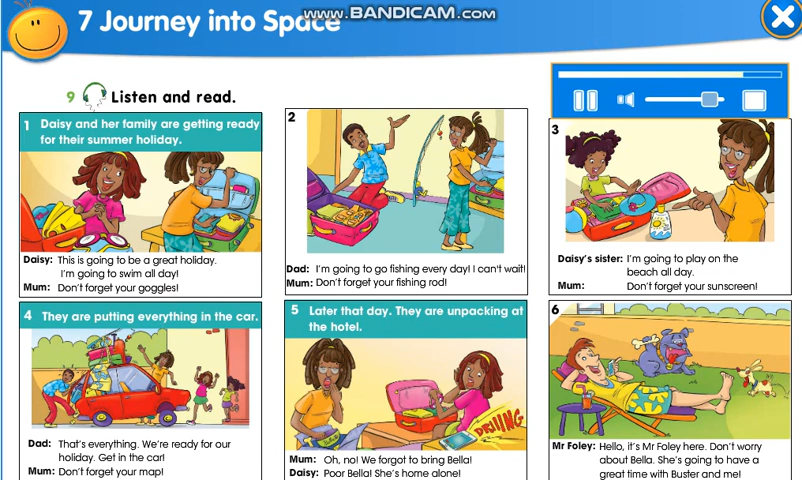 www.BANDICAM.com
7 Journey into Space
9 Listen and read.
1 Daisy and her family are getting ready
for their summer holiday.
Daisy: This is going to be a great holiday.
I'm going to swim all day!
Mum: Don't forget your goggles!
2
Dad: I'm going to go fishing every day! I can't wait!
Mum: Don't forget your fishing rod!
3
Daisy's sister: I'm going to play on the
beach all day.
Mum: Don't forget your sunscreen!
4 They are putting everything in the car.
Dad: That's everything. We're ready for our
holiday. Get in the car!
Mum: Don't forget your map!
5 Later that day. They are unpacking at
the hotel.
DRIIING
Mum: Oh, no! We forgot to bring Bella!
Daisy: Poor Bella! She's home alone!
6
Mr Foley: Hello, it's Mr Foley here. Don't worry
about Bella. She's going to have a
great time with Buster and me!